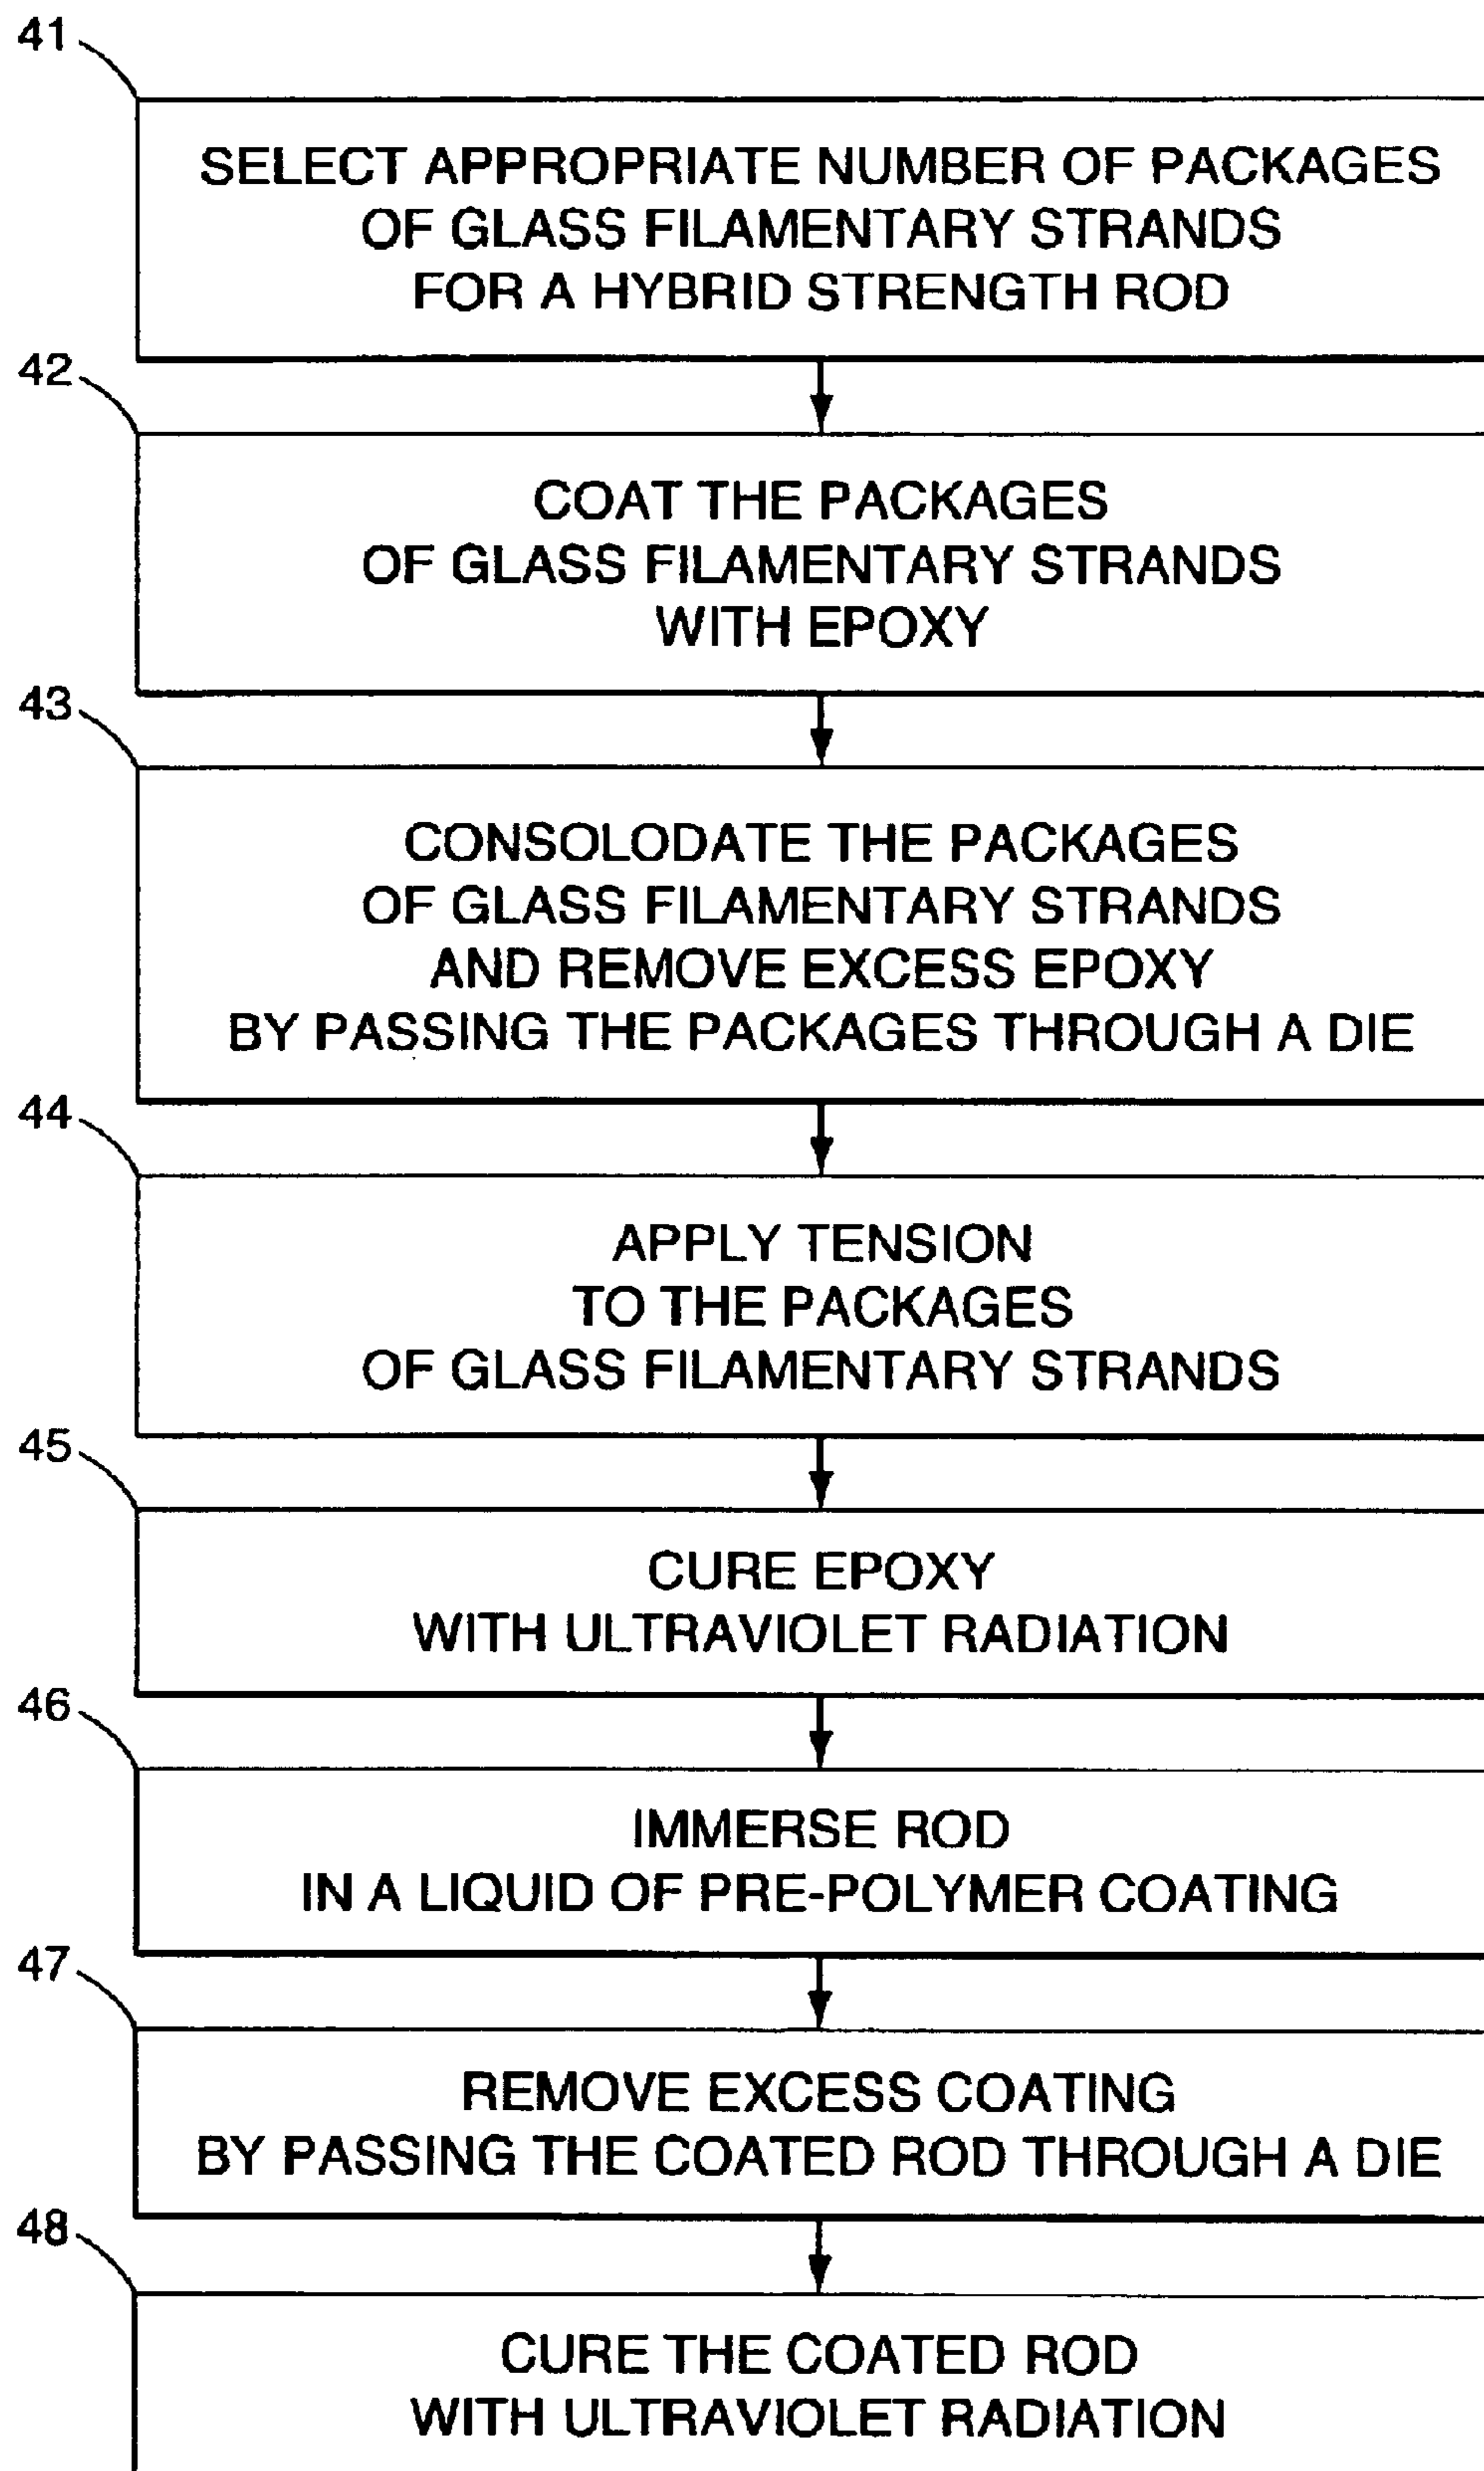 41
SELECT APPROPRIATE NUMBER OF PACKAGES
OF GLASS FILAMENTARY STRANDS
FOR A HYBRID STRENGTH ROD
42
COAT THE PACKAGES
OF GLASS FILAMENTARY STRANDS
WITH EPOXY
43
CONSOLODATE THE PACKAGES
OF GLASS FILAMENTARY STRANDS
AND REMOVE EXCESS EPOXY
BY PASSING THE PACKAGES THROUGH A DIE
44
APPLY TENSION
TO THE PACKAGES
OF GLASS FILAMENTARY STRANDS
45
CURE EPOXY
WITH ULTRAVIOLET RADIATION
46
IMMERSE ROD
IN A LIQUID OF PRE-POLYMER COATING
47
REMOVE EXCESS COATING
BY PASSING THE COATED ROD THROUGH A DIE
48
CURE THE COATED ROD
WITH ULTRAVIOLET RADIATION